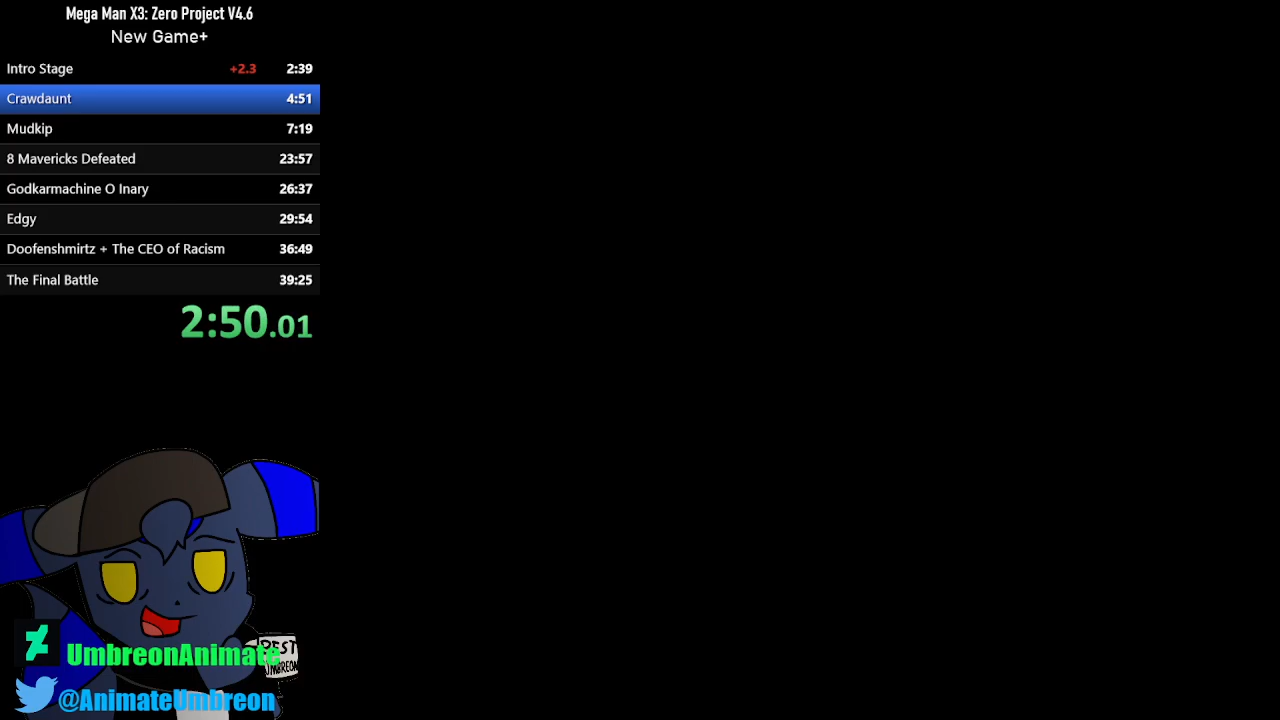 Mega Man X3: Zero Project V4.6
New Game+
Intro Stage +2.3 2:39
Crawdaunt 4:51
Mudkip 7:19
8 Mavericks Defeated 23:57
Godkarmachine O Inary 26:37
Edgy 29:54
Doofenshmirtz + The CEO of Racism 36:49
The Final Battle 39:25
2:50.01
BEST
UMBREON
UmbreonAnimate
@AnimateUmbreon